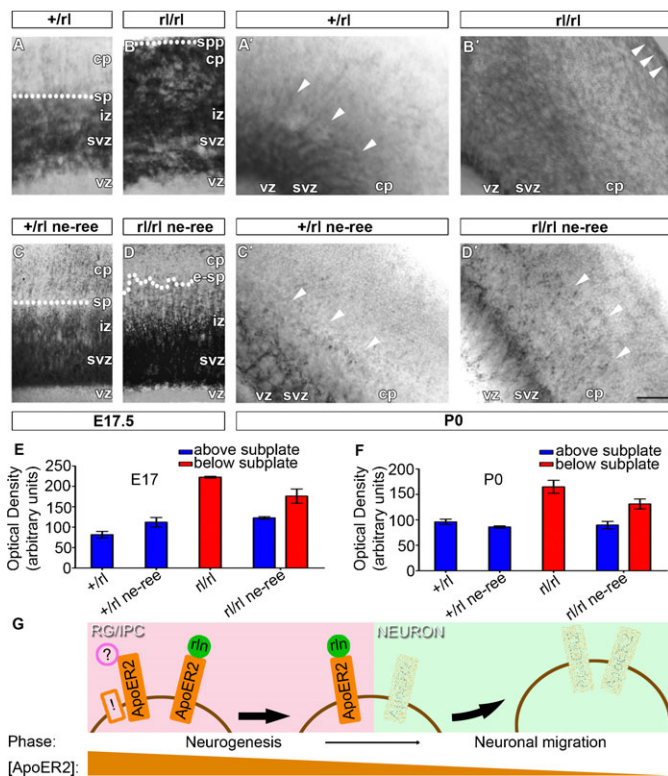 +/rl rl/rl +/rl rl/rl
A B A' B'
spp
cp cp
sp
iz iz
svz svz
vz vz vz svz cp vz svz cp
+/rl ne-ree rl/rl ne-ree +/rl ne-ree rl/rl ne-ree
C D C' D'
cp cp
e-sp
sp
iz iz
svz svz
vz vz vz svz cp vz svz cp
E17.5 P0
E
above subplate
below subplate
E17
Optical Density
(arbitrary units)
250
200
150
100
50
0
+/rl +/rl ne-ree rl/rl rl/rl ne-ree
F
above subplate
below subplate
P0
Optical Density
(arbitrary units)
200
150
100
50
0
+/rl +/rl ne-ree rl/rl rl/rl ne-ree
G
RG/IPC NEURON
? rln rln
! ApoER2 ApoER2 ApoER2
Phase: Neurogenesis Neuronal migration
[ApoER2]: